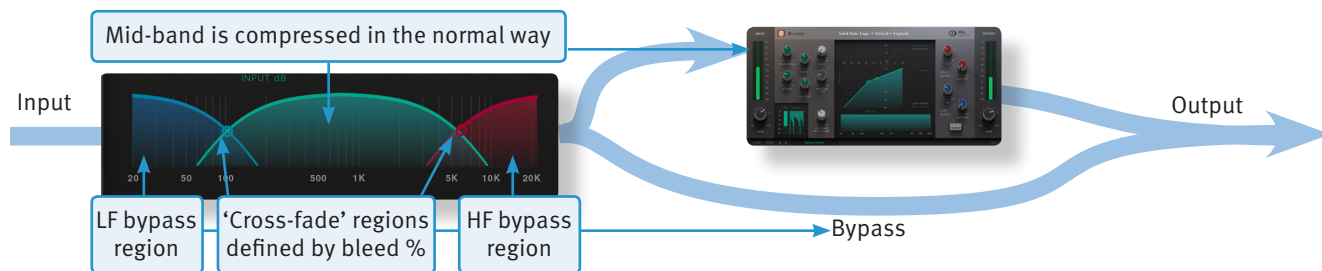 Mid-band is compressed in the normal way
Input
INPUT dB
20 50 100 500 1K 5K 10K 20K
LF bypass
region
‘Cross-fade’ regions
defined by bleed %
HF bypass
region
Bypass
INPUT
Solid State Logic • Oxford • England
OUTPUT
Output